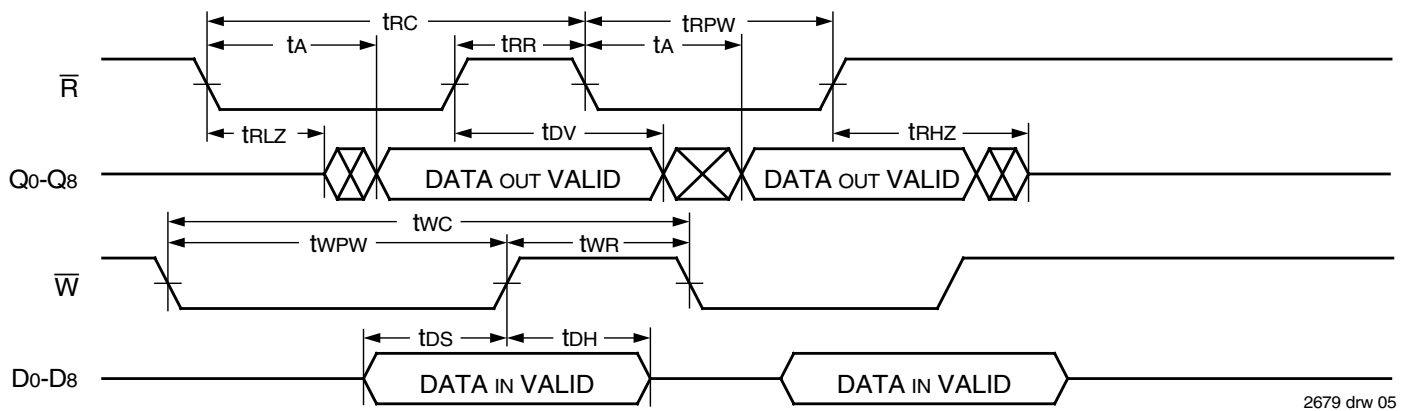 tRC tRPW
tA tRR tA
R
tRLZ tDV tRHZ
Q0-Q8 DATA OUT VALID DATA OUT VALID
tWC
tWPW tWR
W
tDS tDH
D0-D8 DATA IN VALID DATA IN VALID
2679 drw 05